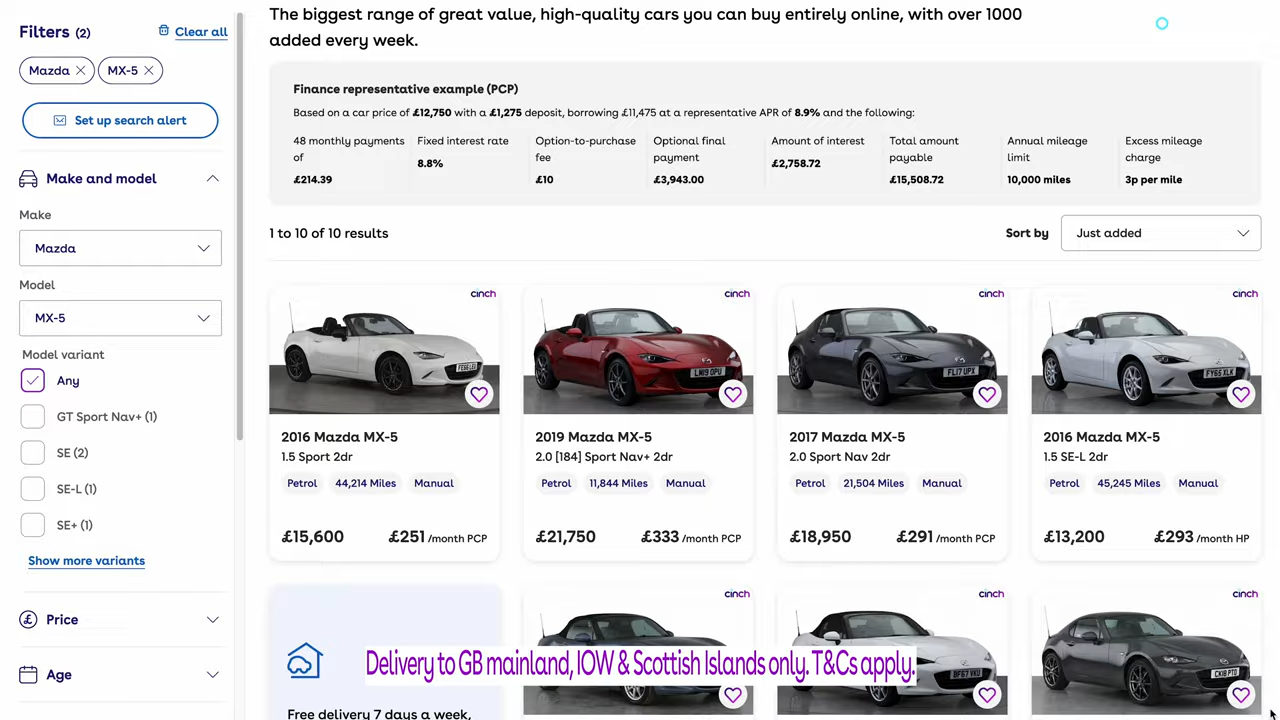 Filters (2)
Clear all
Mazda
MX-5
Set up search alert
Make and model
Make
Mazda
Model
MX-5
Model variant
Any
GT Sport Nav+ (1)
SE (2)
SE-L (1)
SE+ (1)
Show more variants
Price
Age
The biggest range of great value, high-quality cars you can buy entirely online, with over 1000
added every week.
Finance representative example (PCP)
Based on a car price of £12,750 with a £1,275 deposit, borrowing £11,475 at a representative APR of 8.9% and the following:
48 monthly payments of
£214.39
Fixed interest rate
8.8%
Option-to-purchase fee
£10
Optional final payment
£3,943.00
Amount of interest
£2,758.72
Total amount payable
£15,508.72
Annual mileage limit
10,000 miles
Excess mileage charge
3p per mile
1 to 10 of 10 results
Sort by
Just added
cinch
2016 Mazda MX-5
1.5 Sport 2dr
Petrol 44,214 Miles Manual
£15,600 £251 /month PCP
cinch
LM19 OPU
2019 Mazda MX-5
2.0 [184] Sport Nav+ 2dr
Petrol 11,844 Miles Manual
£21,750 £333 /month PCP
cinch
FL17 UPX
2017 Mazda MX-5
2.0 Sport Nav 2dr
Petrol 21,504 Miles Manual
£18,950 £291 /month PCP
cinch
FY65 XLK
2016 Mazda MX-5
1.5 SE-L 2dr
Petrol 45,245 Miles Manual
£13,200 £293 /month HP
Free delivery 7 days a week,
cinch
cinch
BF67 VKU
cinch
CK18 PTO
Delivery to GB mainland, IOW & Scottish Islands only. T&Cs apply.